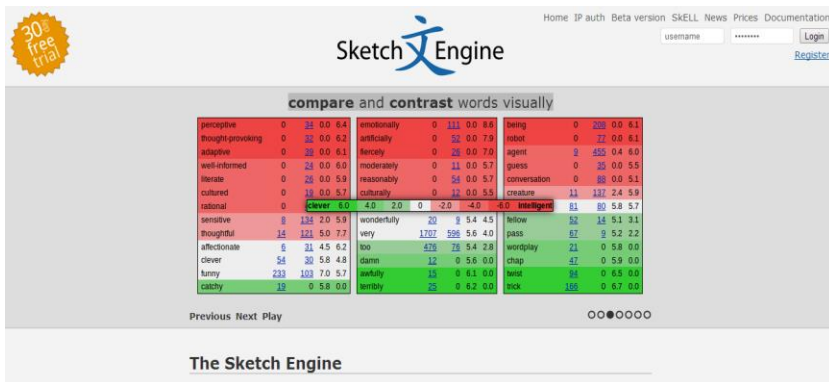 30 day
free
trial
Sketch 文 Engine
Home IP auth Beta version SkELL News Prices Documentation
username ******** Login
Register
compare and contrast words visually
perceptive 0 34 0.0 6.4 emotionally 0 111 0.0 8.6 being 0 208 0.0 6.1
thought-provoking 0 32 0.0 6.2 artificially 0 52 0.0 7.9 robot 0 77 0.0 6.1
adaptive 0 39 0.0 6.1 fiercely 0 26 0.0 7.0 agent 9 455 0.4 6.0
well-informed 0 24 0.0 6.0 moderately 0 11 0.0 5.7 guess 0 35 0.0 5.5
literate 0 26 0.0 5.9 reasonably 0 54 0.0 5.7 conversation 0 88 0.0 5.1
cultured 0 19 0.0 5.7 culturally 0 12 0.0 5.5 creature 11 137 2.4 5.9
rational 0 clever 6.0 4.0 2.0 0 -2.0 -4.0 -6.0 intelligent 81 80 5.8 5.7
sensitive 8 134 2.0 5.9 wonderfully 20 9 5.4 4.5 fellow 52 14 5.1 3.1
thoughtful 14 121 5.0 7.7 very 1707 596 5.6 4.0 pass 67 9 5.2 2.2
affectionate 6 31 4.5 6.2 too 476 76 5.4 2.8 wordplay 21 0 5.8 0.0
clever 54 30 5.8 4.8 damn 12 0 5.6 0.0 chap 47 0 5.9 0.0
funny 233 103 7.0 5.7 awfully 15 0 6.1 0.0 twist 94 0 6.5 0.0
catchy 19 0 5.8 0.0 terribly 25 0 6.2 0.0 trick 166 0 6.7 0.0
Previous Next Play
The Sketch Engine